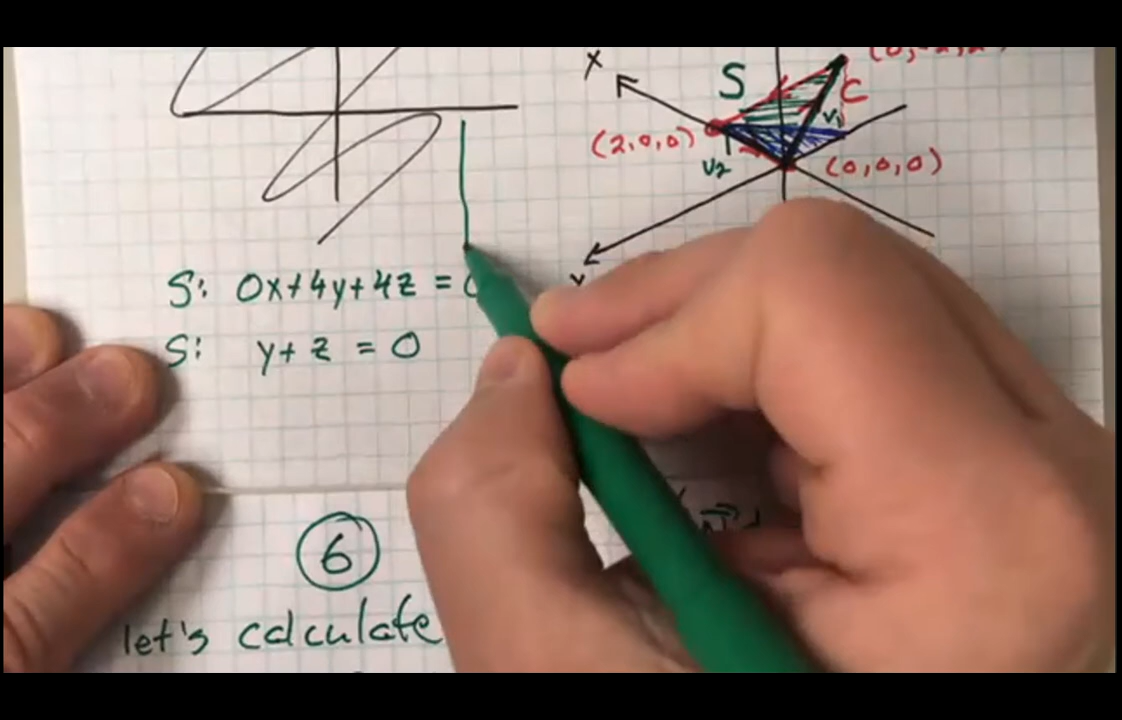 x
S
C
(2,0,0)
v₁
v₂
(0,0,0)
y
S: 0x+4y+4z = 0
S: y+z = 0
6
let's calculate